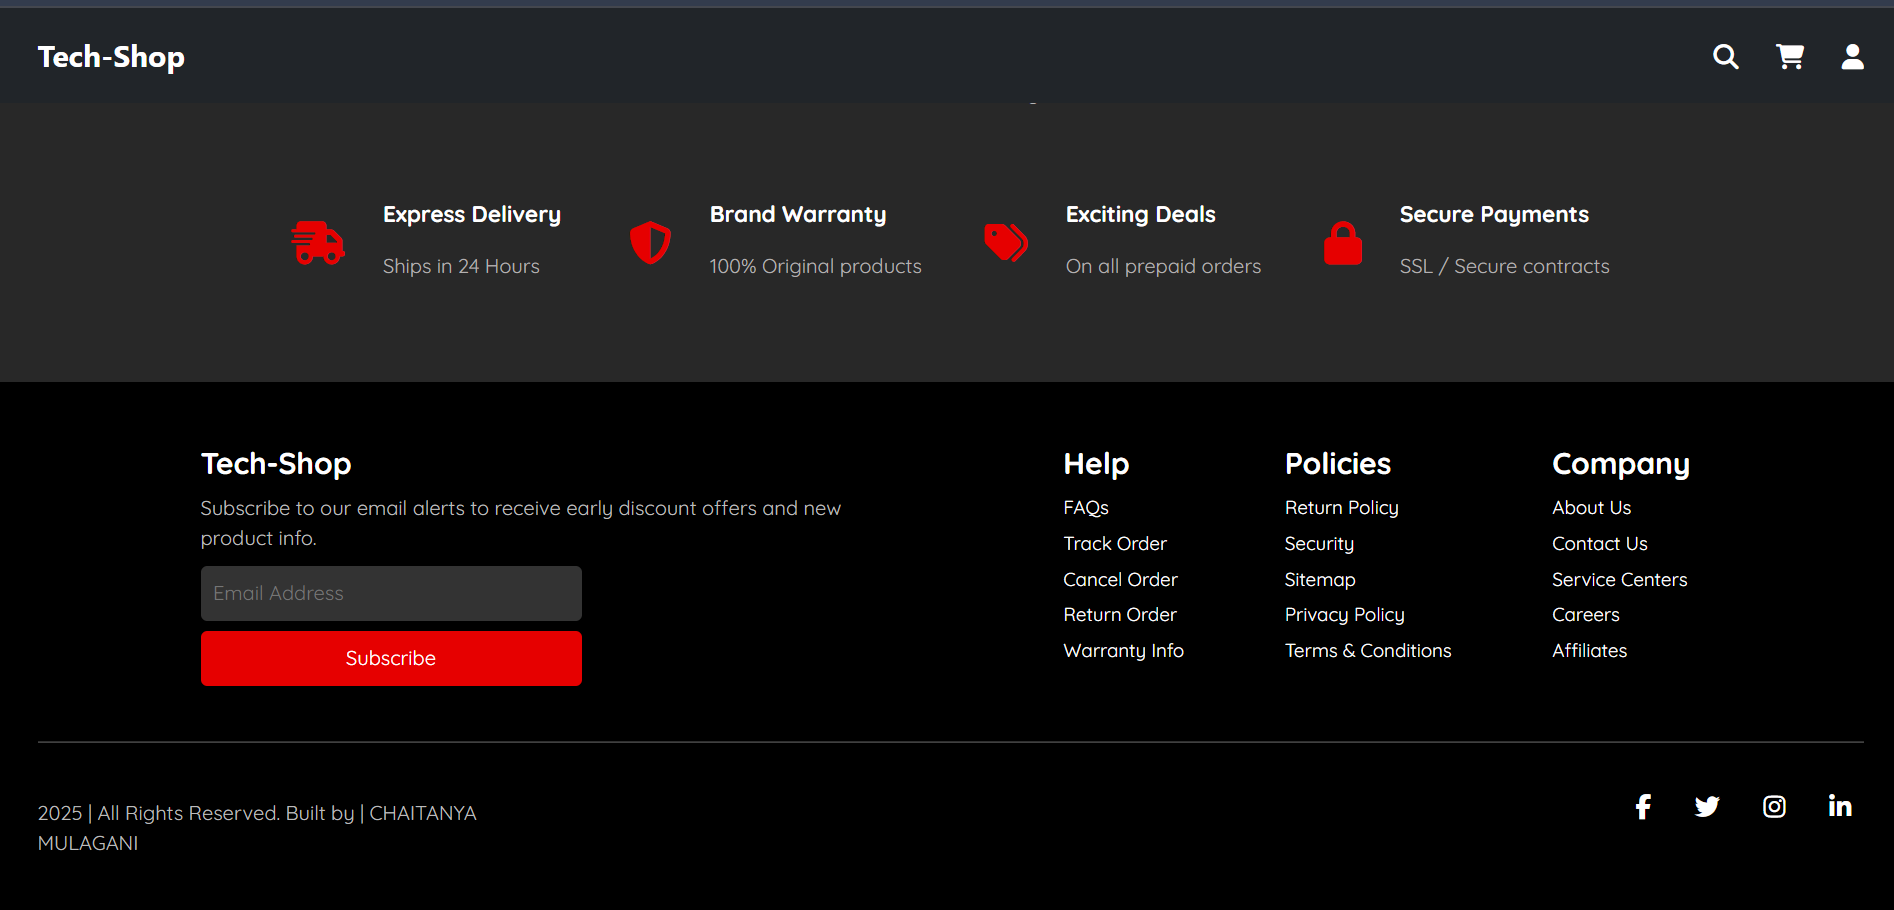 Tech-Shop
Express Delivery
Ships in 24 Hours
Brand Warranty
100% Original products
Exciting Deals
On all prepaid orders
Secure Payments
SSL / Secure contracts
Tech-Shop
Subscribe to our email alerts to receive early discount offers and new
product info.
Email Address
Subscribe
Help
FAQs
Track Order
Cancel Order
Return Order
Warranty Info
Policies
Return Policy
Security
Sitemap
Privacy Policy
Terms & Conditions
Company
About Us
Contact Us
Service Centers
Careers
Affiliates
2025 | All Rights Reserved. Built by | CHAITANYA
MULAGANI